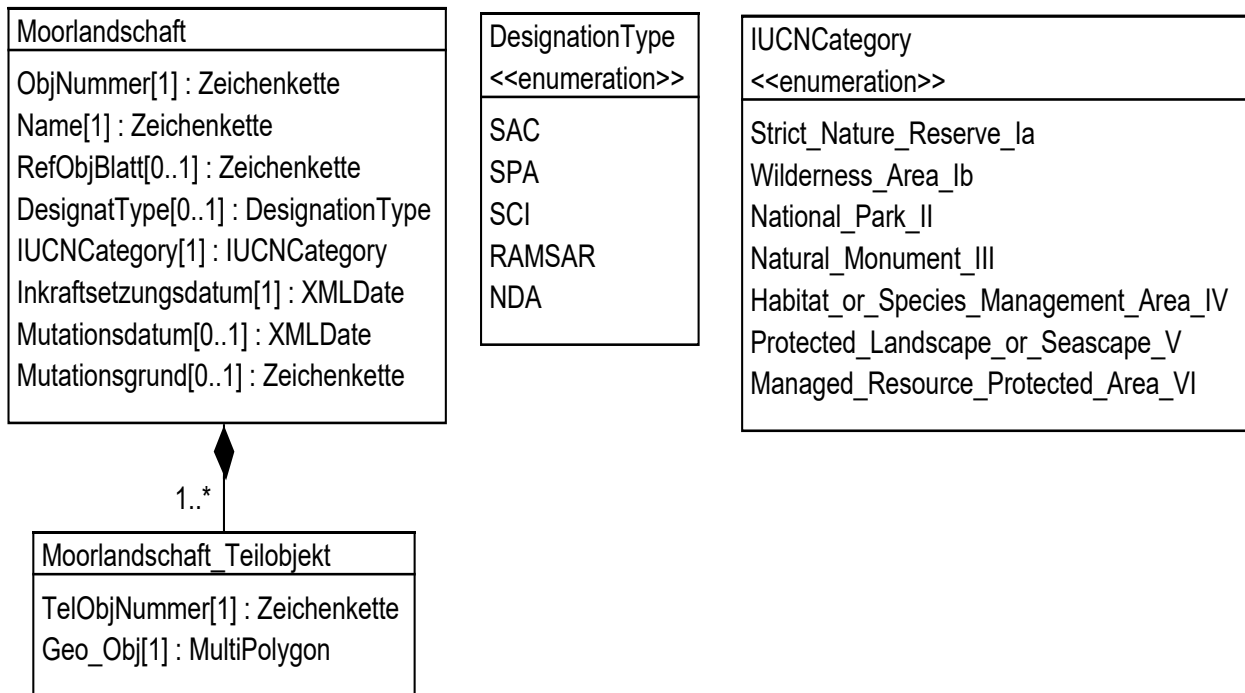 Moorlandschaft
ObjNummer[1] : Zeichenkette
Name[1] : Zeichenkette
RefObjBlatt[0..1] : Zeichenkette
DesignatType[0..1] : DesignationType
IUCNCategory[1] : IUCNCategory
Inkraftsetzungsdatum[1] : XMLDate
Mutationsdatum[0..1] : XMLDate
Mutationsgrund[0..1] : Zeichenkette
1..*
Moorlandschaft_Teilobjekt
TelObjNummer[1] : Zeichenkette
Geo_Obj[1] : MultiPolygon
DesignationType
<<enumeration>>
SAC
SPA
SCI
RAMSAR
NDA
IUCNCategory
<<enumeration>>
Strict_Nature_Reserve_Ia
Wilderness_Area_Ib
National_Park_II
Natural_Monument_III
Habitat_or_Species_Management_Area_IV
Protected_Landscape_or_Seascape_V
Managed_Resource_Protected_Area_VI